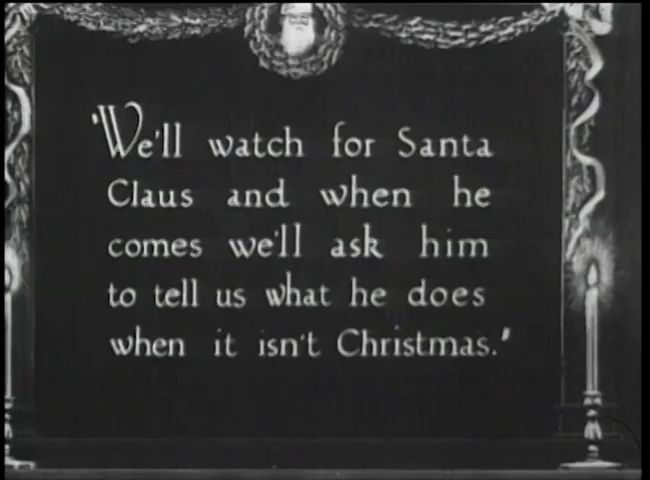 "We'll watch for Santa
Claus and when he
comes we'll ask him
to tell us what he does
when it isn't Christmas."